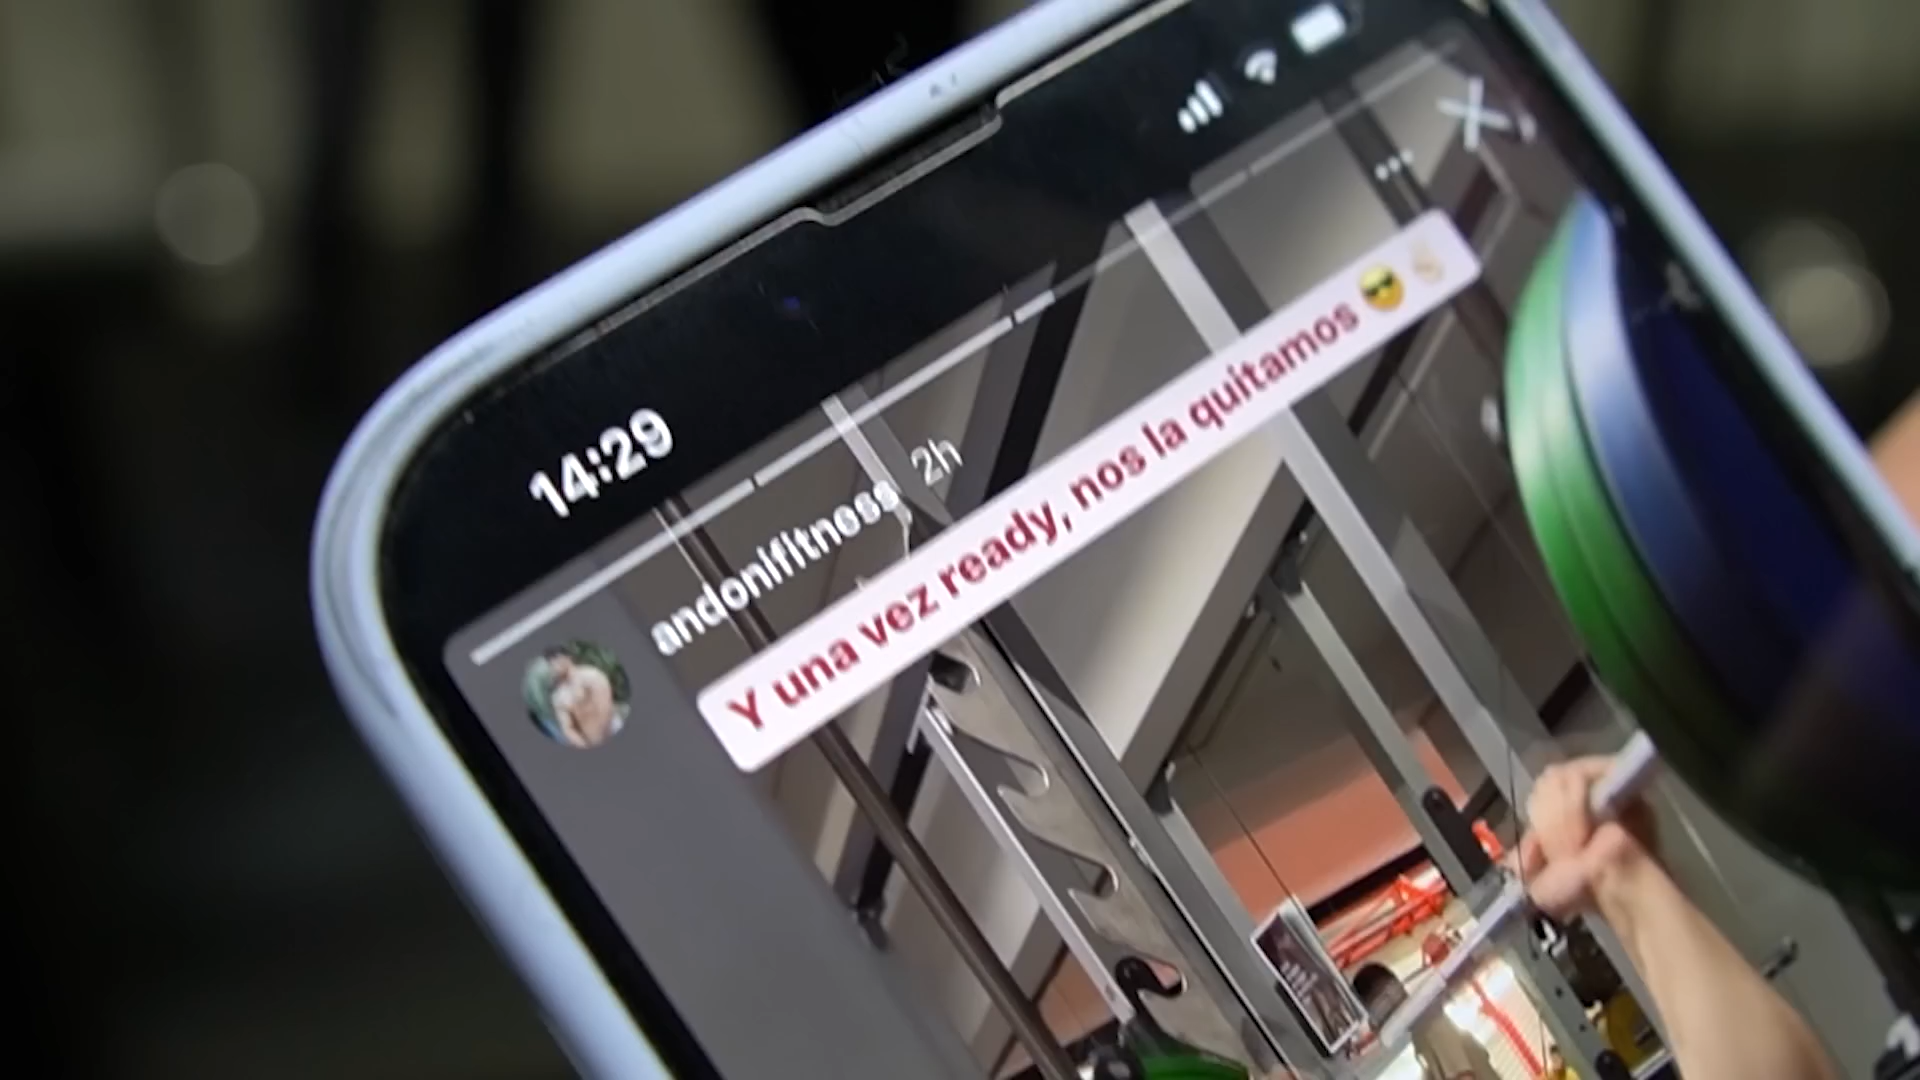 14:29
andonifitness 2h
Y una vez ready, nos la quitamos 😎👌🏻